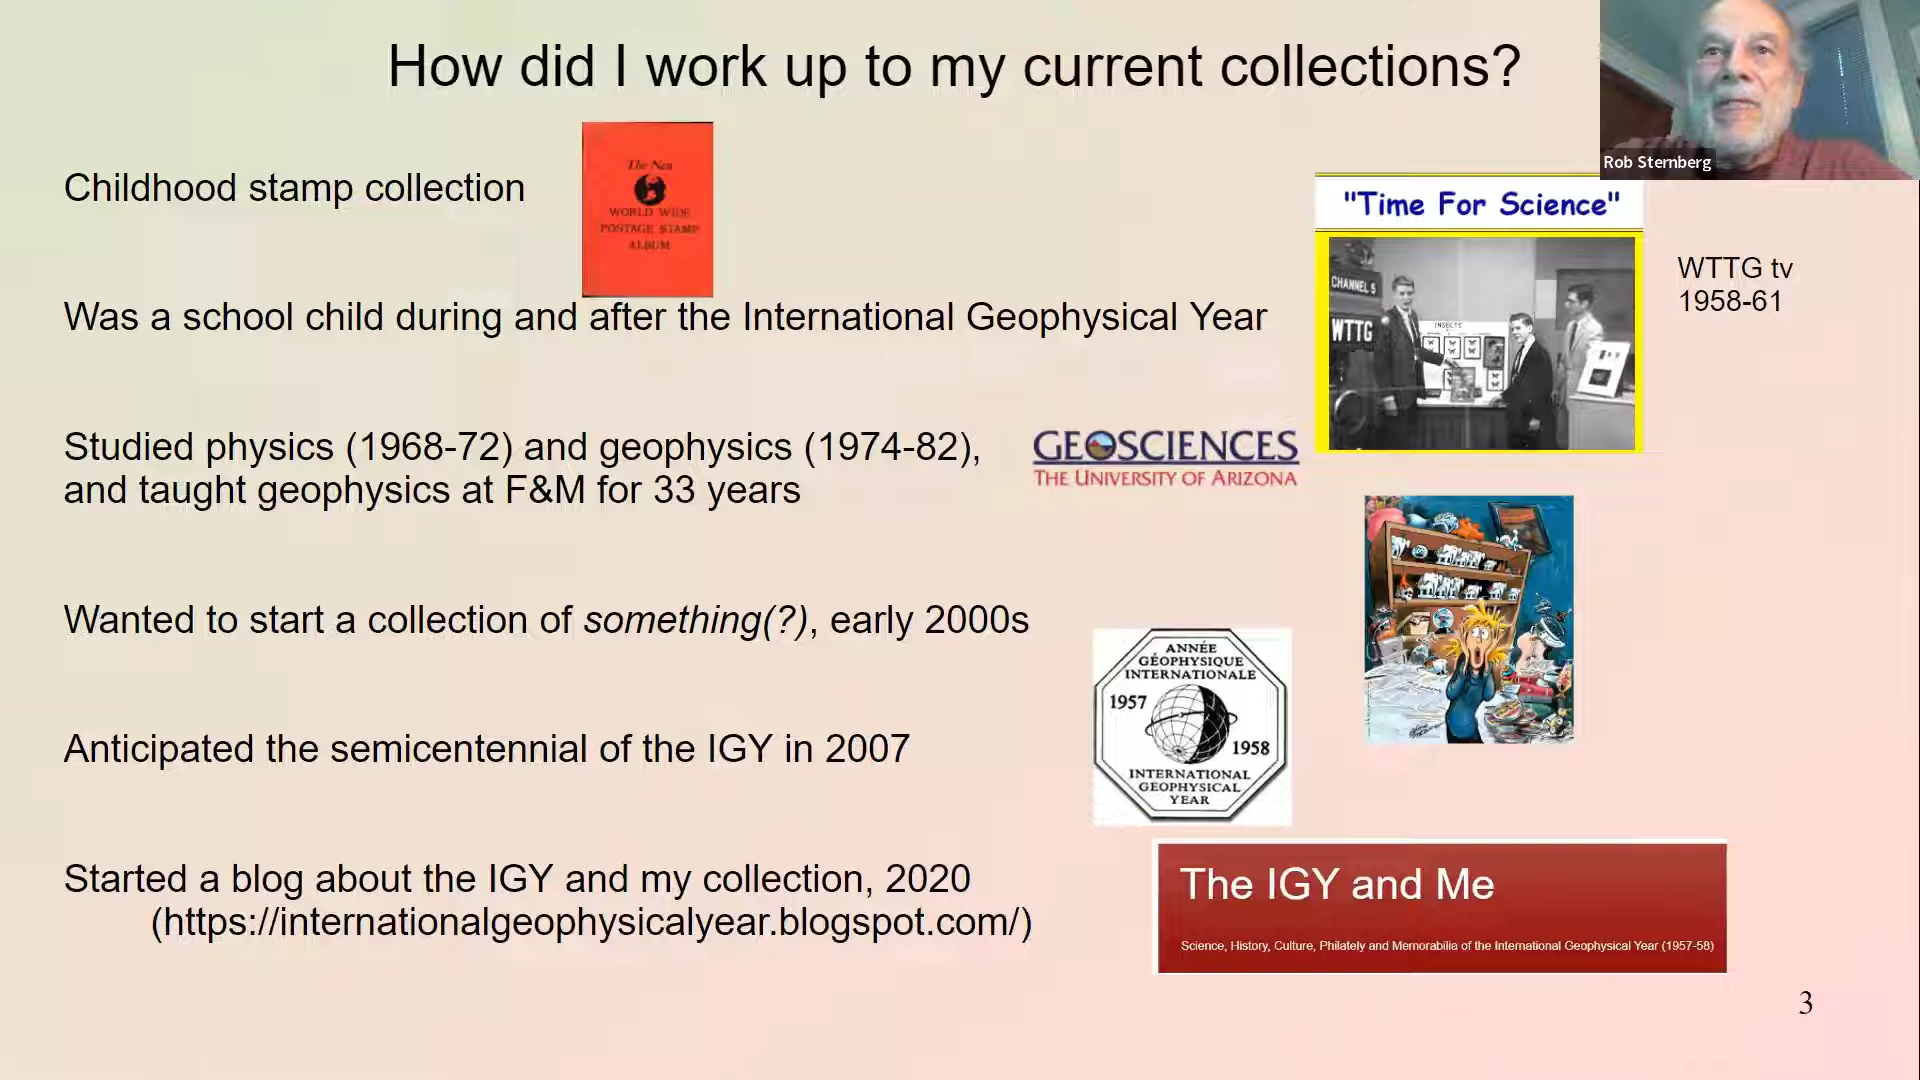 How did I work up to my current collections?
Rob Sternberg
Childhood stamp collection
The New
WORLD WIDE
POSTAGE STAMP
ALBUM
"Time For Science"
CHANNEL 5
WTTG
INSECTS
WTTG tv
1958-61
Was a school child during and after the International Geophysical Year
Studied physics (1968-72) and geophysics (1974-82),
and taught geophysics at F&M for 33 years
GEOSCIENCES
THE UNIVERSITY OF ARIZONA
Wanted to start a collection of something(?), early 2000s
ANNÉE
GÉOPHYSIQUE
INTERNATIONALE
1957
1958
INTERNATIONAL
GEOPHYSICAL
YEAR
Anticipated the semicentennial of the IGY in 2007
Started a blog about the IGY and my collection, 2020
(https://internationalgeophysicalyear.blogspot.com/)
The IGY and Me
Science, History, Culture, Philately and Memorabilia of the International Geophysical Year (1957-58)
3